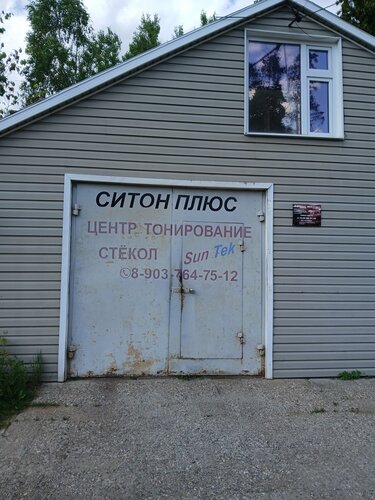 СИТОН ПЛЮС
ЦЕНТР ТОНИРОВАНИЕ
СТЁКОЛ Sun Tek
8-903-764-75-12